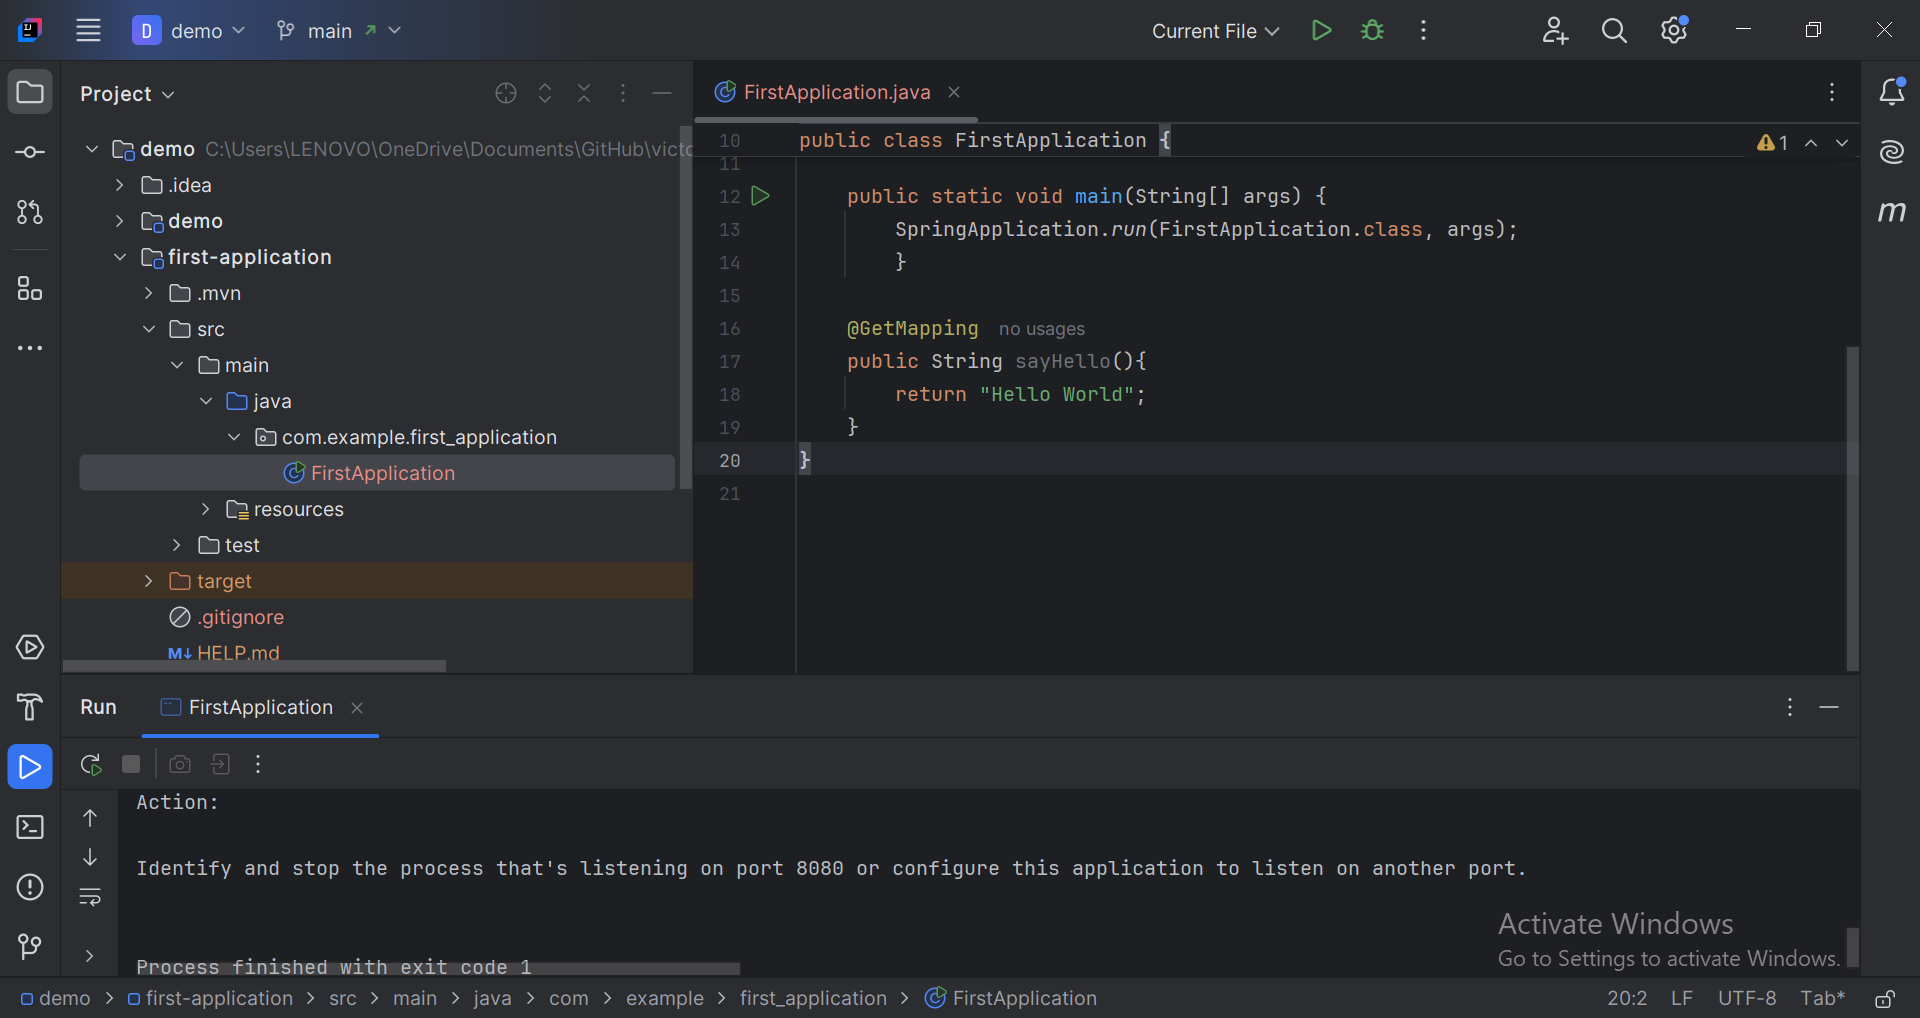 D demo main Current File
Project
FirstApplication.java
demo C:\Users\LENOVO\OneDrive\Documents\GitHub\victo
.idea
demo
first-application
.mvn
src
main
java
com.example.first_application
FirstApplication
resources
test
target
.gitignore
M↓ HELP.md
10 public class FirstApplication {
1
11
12 public static void main(String[] args) {
13 SpringApplication.run(FirstApplication.class, args);
14 }
15
16 @GetMapping no usages
17 public String sayHello(){
18 return "Hello World";
19 }
20 }
21
m
Run FirstApplication
Action:
Identify and stop the process that's listening on port 8080 or configure this application to listen on another port.
Process finished with exit code 1
Activate Windows
Go to Settings to activate Windows.
demo > first-application > src > main > java > com > example > first_application > FirstApplication 20:2 LF UTF-8 Tab*